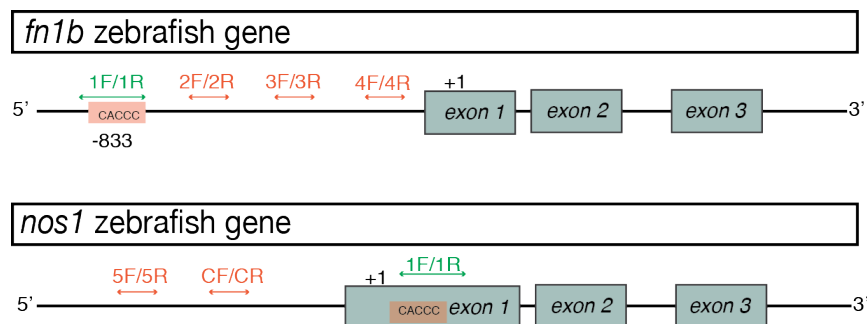 fn1b zebrafish gene
1F/1R 2F/2R 3F/3R 4F/4R +1
5’ CACCC exon 1 exon 2 exon 3 3’
-833
nos1 zebrafish gene
5F/5R CF/CR +1 1F/1R
5’ CACCC exon 1 exon 2 exon 3 3’